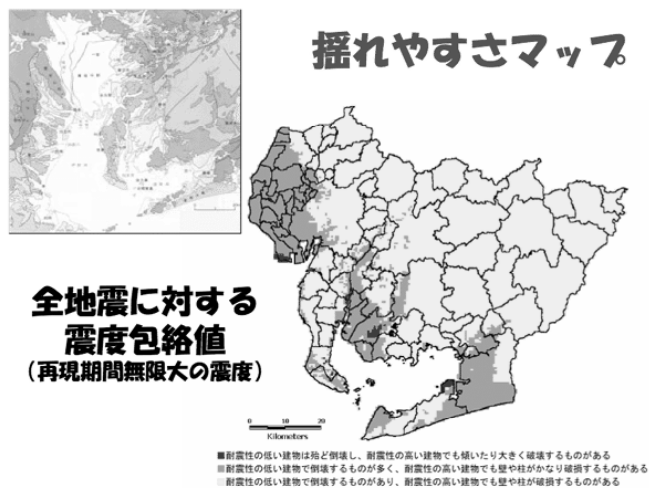 揺れやすさマップ
全地震に対する
震度包絡値
(再現期間無限大の震度)
0 10 20
Kilometers
■耐震性の低い建物は殆ど倒壊し、耐震性の高い建物でも傾いたり大きく破壊するものがある
■耐震性の低い建物で倒壊するものが多く、耐震性の高い建物でも壁や柱がかなり破損するものがある
耐震性の低い建物で倒壊するものがあり、耐震性の高い建物でも壁や柱が破損するものがある